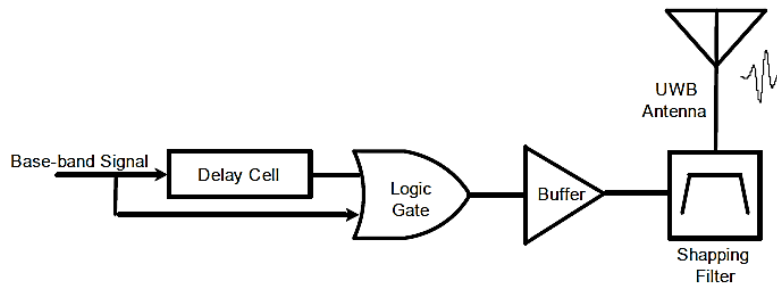 UWB
Antenna
Base-band Signal
Delay Cell
Logic
Gate
Buffer
Shapping
Filter